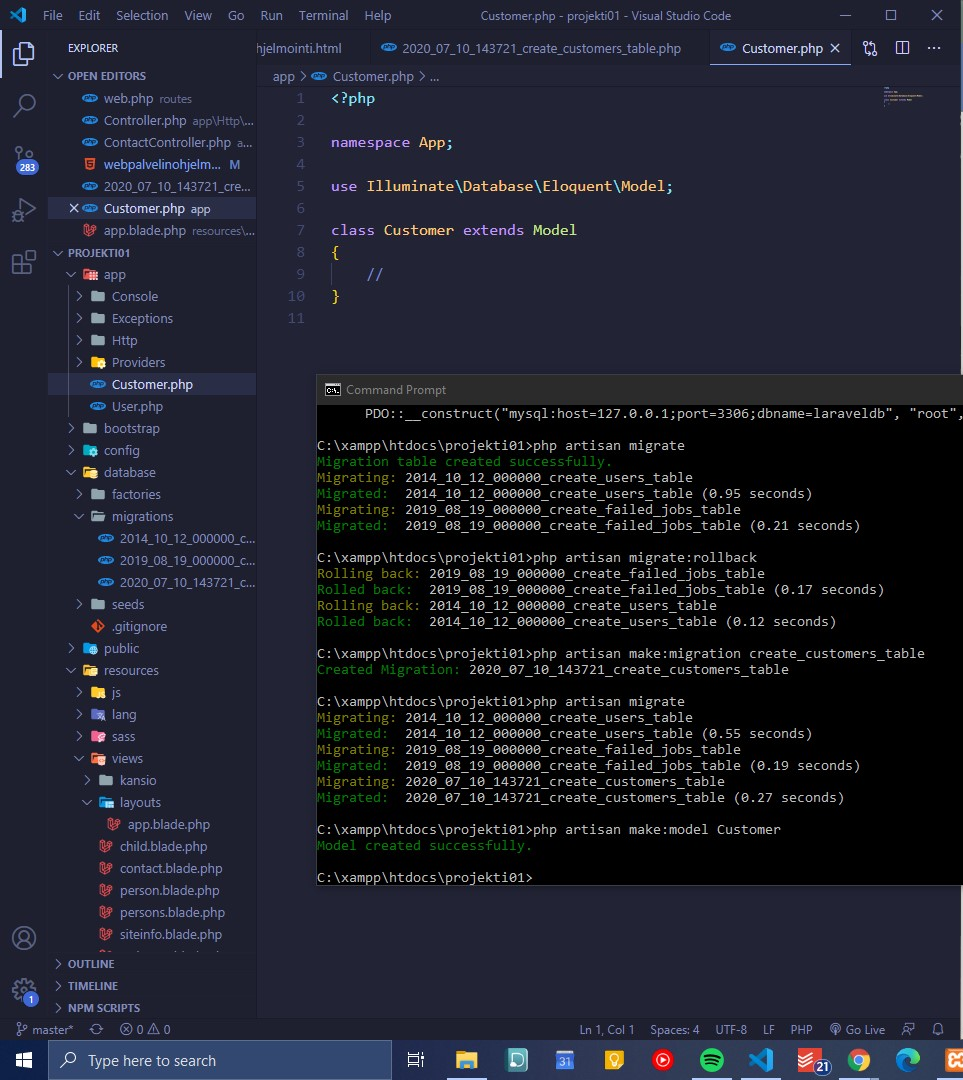 File Edit Selection View Go Run Terminal Help Customer.php - projekti01 - Visual Studio Code
EXPLORER
hjelmointi.html 2020_07_10_143721_create_customers_table.php Customer.php
OPEN EDITORS
web.php routes
Controller.php app\Http\...
ContactController.php a...
webpalvelinohjelm... M
2020_07_10_143721_cre...
Customer.php app
app.blade.php resources\...
PROJEKTI01
app
Console
Exceptions
Http
Providers
Customer.php
User.php
bootstrap
config
database
factories
migrations
2014_10_12_000000_c...
2019_08_19_000000_c...
2020_07_10_143721_c...
seeds
.gitignore
public
resources
js
lang
sass
views
kansio
layouts
app.blade.php
child.blade.php
contact.blade.php
person.blade.php
persons.blade.php
siteinfo.blade.php
OUTLINE
TIMELINE
NPM SCRIPTS
283
1
app > Customer.php > ...
1 <?php
2
3 namespace App;
4
5 use Illuminate\Database\Eloquent\Model;
6
7 class Customer extends Model
8 {
9 //
10 }
11
Command Prompt
PDO::__construct("mysql:host=127.0.0.1;port=3306;dbname=laraveldb", "root",
C:\xampp\htdocs\projekti01>php artisan migrate
Migration table created successfully.
Migrating: 2014_10_12_000000_create_users_table
Migrated:  2014_10_12_000000_create_users_table (0.95 seconds)
Migrating: 2019_08_19_000000_create_failed_jobs_table
Migrated:  2019_08_19_000000_create_failed_jobs_table (0.21 seconds)
C:\xampp\htdocs\projekti01>php artisan migrate:rollback
Rolling back: 2019_08_19_000000_create_failed_jobs_table
Rolled back:  2019_08_19_000000_create_failed_jobs_table (0.17 seconds)
Rolling back: 2014_10_12_000000_create_users_table
Rolled back:  2014_10_12_000000_create_users_table (0.12 seconds)
C:\xampp\htdocs\projekti01>php artisan make:migration create_customers_table
Created Migration: 2020_07_10_143721_create_customers_table
C:\xampp\htdocs\projekti01>php artisan migrate
Migrating: 2014_10_12_000000_create_users_table
Migrated:  2014_10_12_000000_create_users_table (0.55 seconds)
Migrating: 2019_08_19_000000_create_failed_jobs_table
Migrated:  2019_08_19_000000_create_failed_jobs_table (0.19 seconds)
Migrating: 2020_07_10_143721_create_customers_table
Migrated:  2020_07_10_143721_create_customers_table (0.27 seconds)
C:\xampp\htdocs\projekti01>php artisan make:model Customer
Model created successfully.
C:\xampp\htdocs\projekti01>
master* 0 0 Ln 1, Col 1 Spaces: 4 UTF-8 LF PHP Go Live
Type here to search 31 21